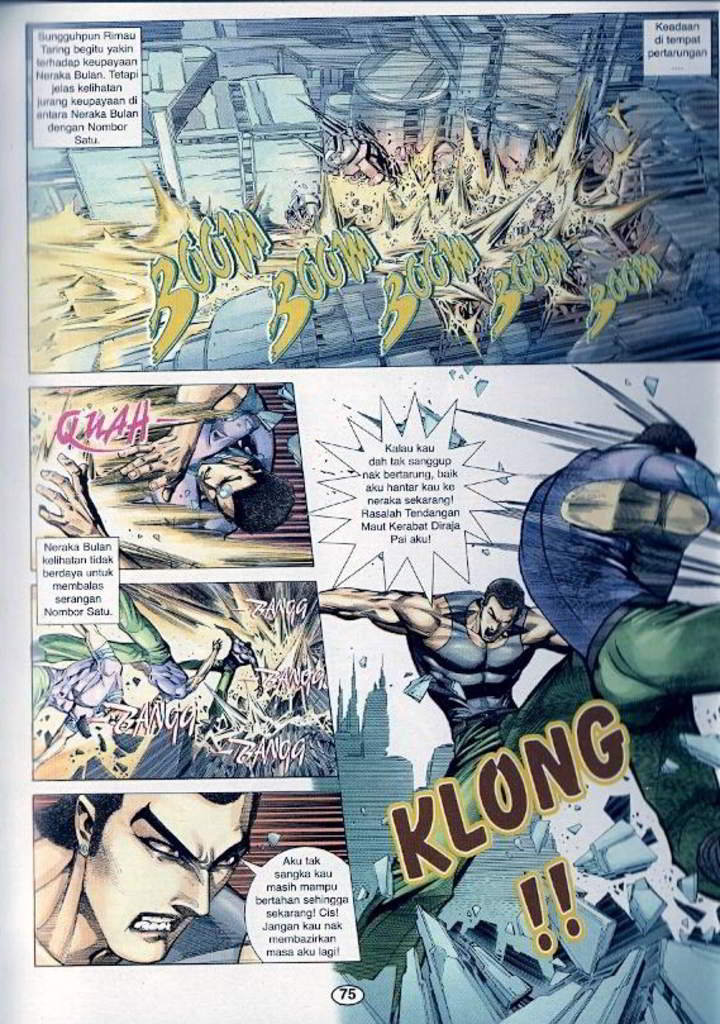 Sungguhpun Rimau
Taring begitu yakin
terhadap keupayaan
Neraka Bulan. Tetapi
jelas kelihatan
jurang keupayaan di
antara Neraka Bulan
dengan Nombor
Satu.
Keadaan
di tempat
pertarungan
....
BOOM
BOOM
BOOM
BOOM
BOOM
QUAH
Neraka Bulan
kelihatan tidak
berdaya untuk
membalas
serangan
Nombor Satu.
Kalau kau
dah tak sanggup
nak bertarung, baik
aku hantar kau ke
neraka sekarang!
Rasalah Tendangan
Maut Kerabat Diraja
Pai aku!
BANGG
BANGG
BANGG
BANGG
KLONG
!!
Aku tak
sangka kau
masih mampu
bertahan sehingga
sekarang! Cis!
Jangan kau nak
membazirkan
masa aku lagi!
75